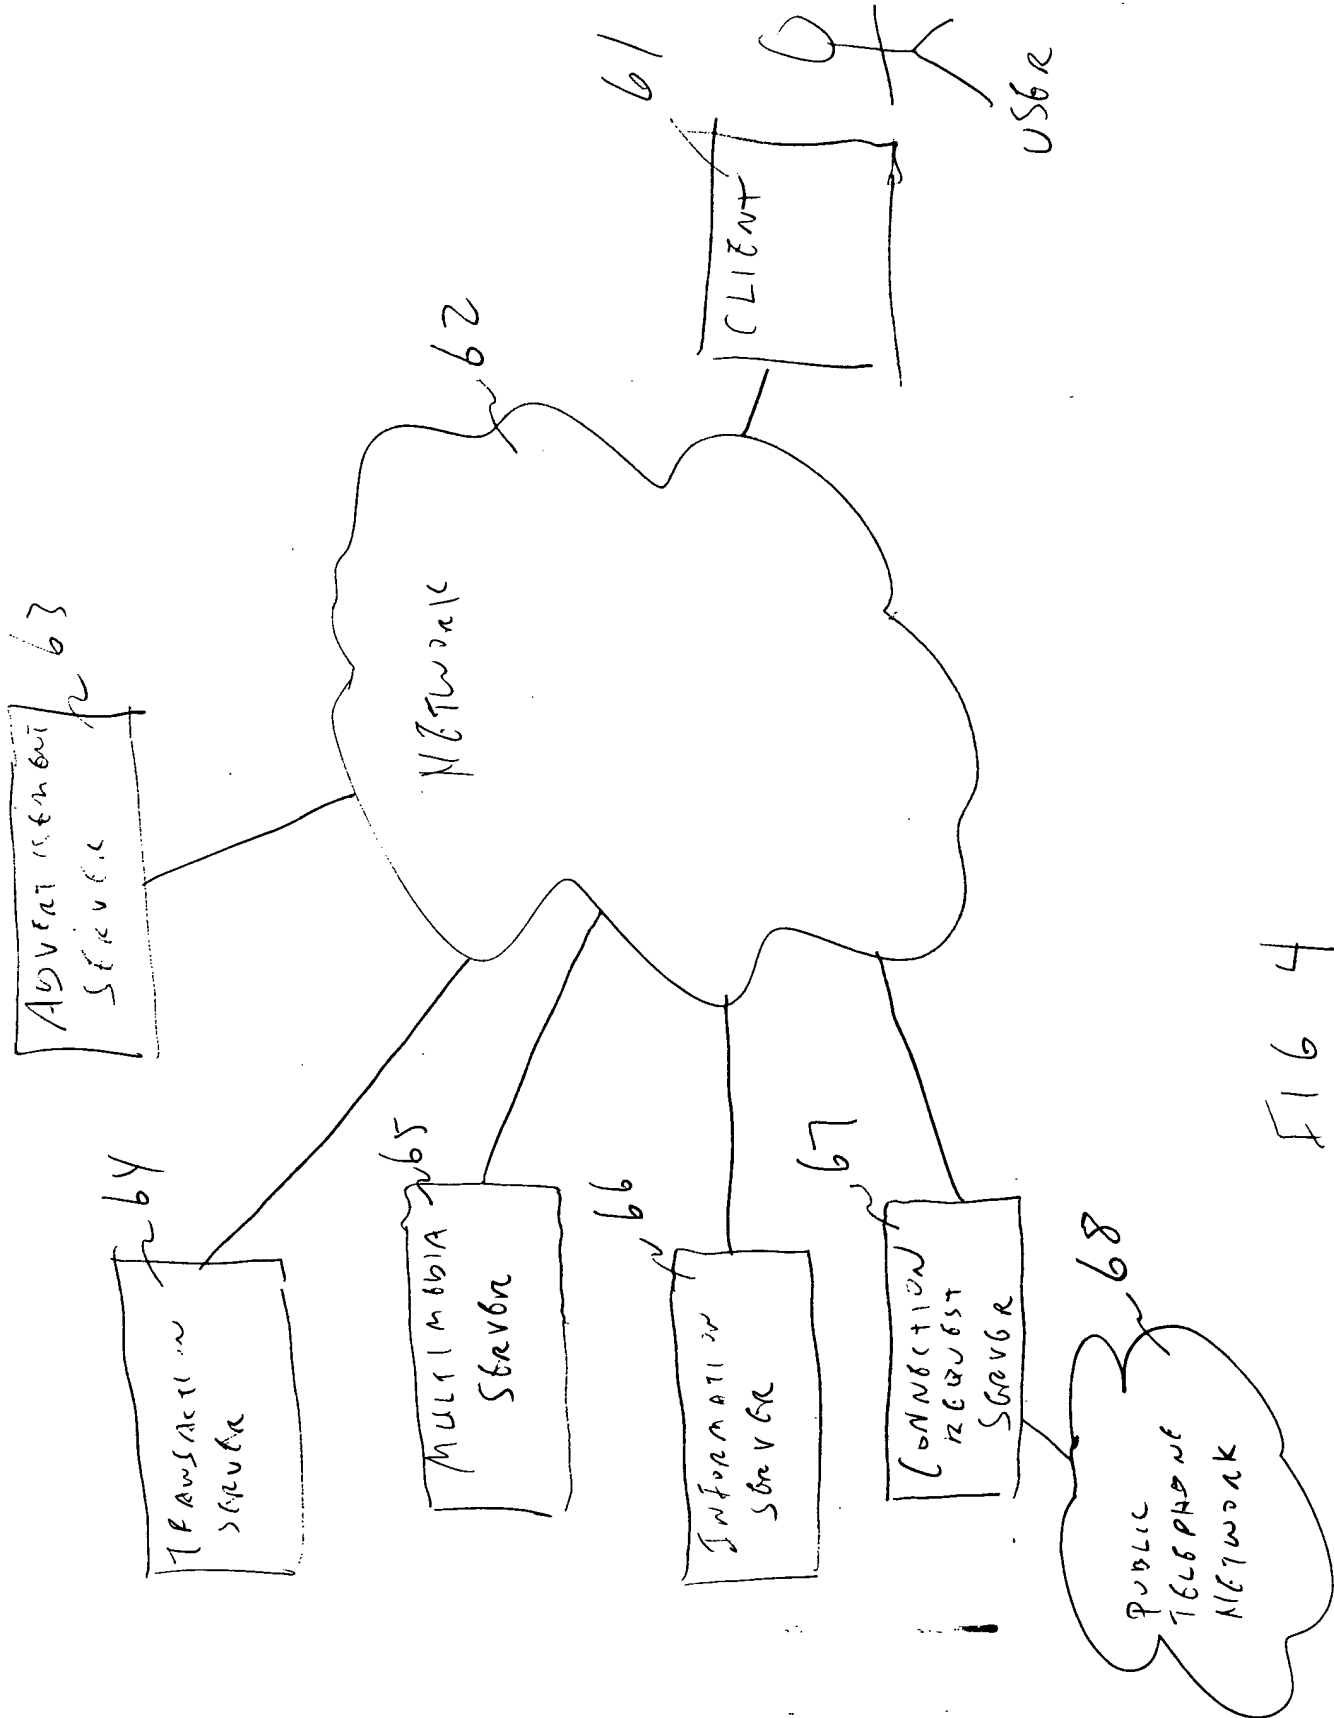 ADVERTISEMENT
SERVER
63
TRANSACTION
SERVER
64
MULTIMEDIA
SERVER
65
NETWORK
62
INFORMATION
SERVER
66
CLIENT
61
USER
CONNECTION
REQUEST
SERVER
67
PUBLIC
TELEPHONE
NETWORK
68
FIG 4